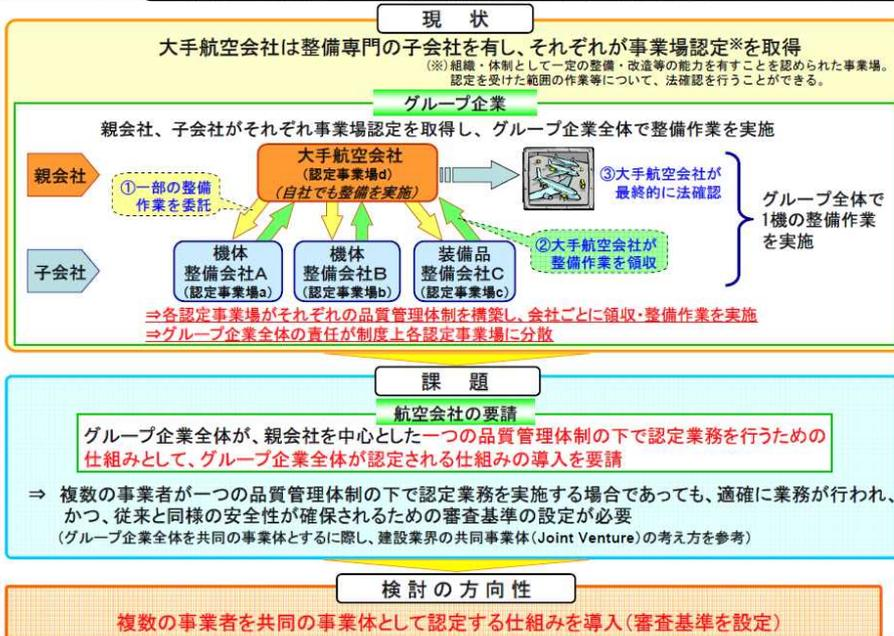 現　状
大手航空会社は整備専門の子会社を有し、それぞれが事業場認定※を取得
(※)組織・体制として一定の整備・改造等の能力を有すことを認められた事業場。
認定を受けた範囲の作業等について、法確認を行うことができる。
グループ企業
親会社、子会社がそれぞれ事業場認定を取得し、グループ企業全体で整備作業を実施
親会社
大手航空会社
(認定事業場d)
(自社でも整備を実施)
①一部の整備
作業を委託
③大手航空会社が
最終的に法確認
グループ全体で
1機の整備作業
を実施
②大手航空会社が
整備作業を領収
子会社
機体
整備会社A
(認定事業場a)
機体
整備会社B
(認定事業場b)
装備品
整備会社C
(認定事業場c)
⇒各認定事業場がそれぞれの品質管理体制を構築し、会社ごとに領収・整備作業を実施
⇒グループ企業全体の責任が制度上各認定事業場に分散
課　題
航空会社の要請
グループ企業全体が、親会社を中心とした一つの品質管理体制の下で認定業務を行うための
仕組みとして、グループ企業全体が認定される仕組みの導入を要請
⇒ 複数の事業者が一つの品質管理体制の下で認定業務を実施する場合であっても、適確に業務が行われ、
かつ、従来と同様の安全性が確保されるための審査基準の設定が必要
(グループ企業全体を共同の事業体とするに際し、建設業界の共同事業体(Joint Venture)の考え方を参考)
検討の方向性
複数の事業者を共同の事業体として認定する仕組みを導入(審査基準を設定)